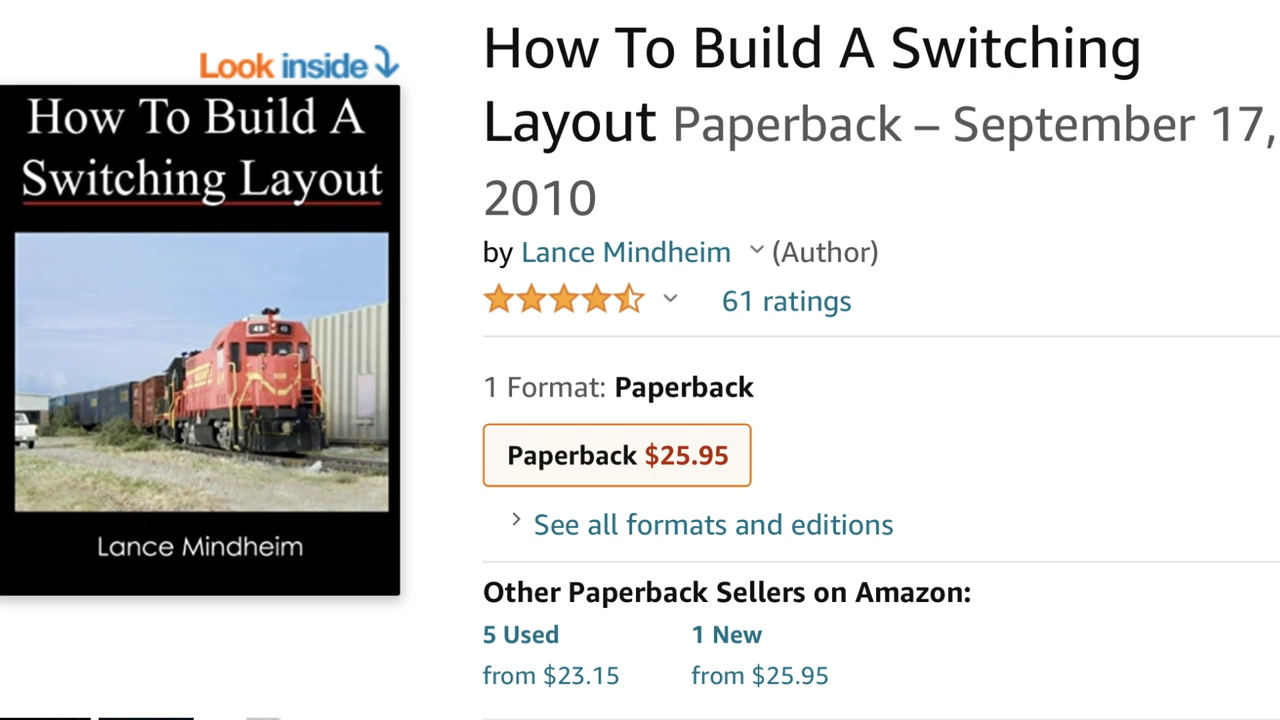 Look inside
How To Build A
Switching Layout
Lance Mindheim
How To Build A Switching
Layout Paperback – September 17,
2010
by Lance Mindheim (Author)
61 ratings
1 Format: Paperback
Paperback $25.95
See all formats and editions
Other Paperback Sellers on Amazon:
5 Used 1 New
from $23.15 from $25.95